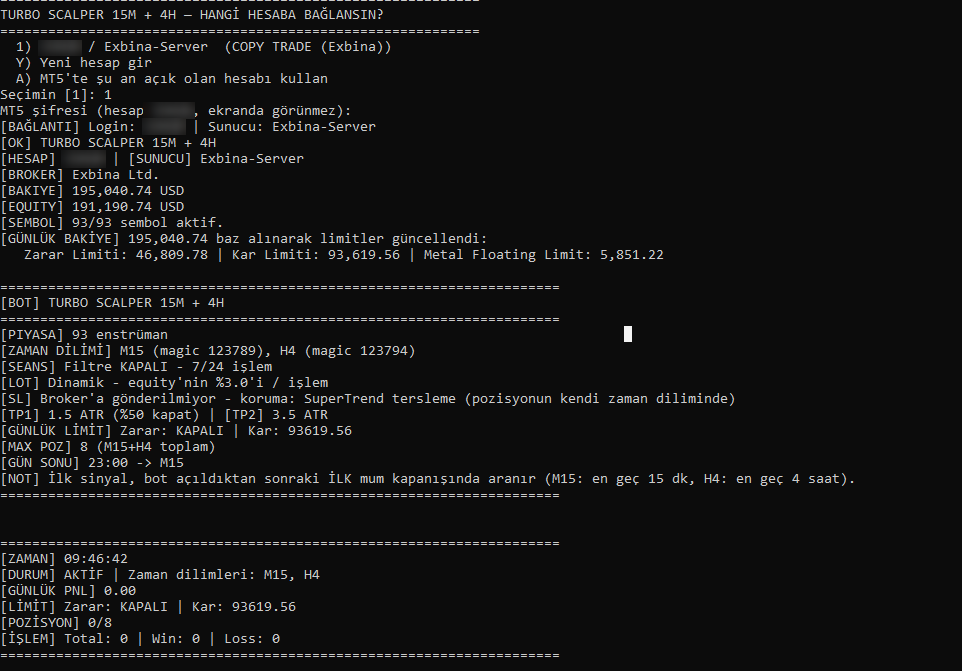 ============================================================
TURBO SCALPER 15M + 4H — HANGİ HESABA BAĞLANSIN?
============================================================
1) / Exbina-Server (COPY TRADE (Exbina))
Y) Yeni hesap gir
A) MT5'te şu an açık olan hesabı kullan
Seçimin [1]: 1
MT5 şifresi (hesap , ekranda görünmez):
[BAĞLANTI] Login: | Sunucu: Exbina-Server
[OK] TURBO SCALPER 15M + 4H
[HESAP] | [SUNUCU] Exbina-Server
[BROKER] Exbina Ltd.
[BAKIYE] 195,040.74 USD
[EQUITY] 191,190.74 USD
[SEMBOL] 93/93 sembol aktif.
[GÜNLÜK BAKİYE] 195,040.74 baz alınarak limitler güncellendi:
Zarar Limiti: 46,809.78 | Kar Limiti: 93,619.56 | Metal Floating Limit: 5,851.22
======================================================================
[BOT] TURBO SCALPER 15M + 4H
======================================================================
[PIYASA] 93 enstrüman
[ZAMAN DİLİMİ] M15 (magic 123789), H4 (magic 123794)
[SEANS] Filtre KAPALI - 7/24 işlem
[LOT] Dinamik - equity'nin %3.0'i / işlem
[SL] Broker'a gönderilmiyor - koruma: SuperTrend tersleme (pozisyonun kendi zaman diliminde)
[TP1] 1.5 ATR (%50 kapat) | [TP2] 3.5 ATR
[GÜNLÜK LİMİT] Zarar: KAPALI | Kar: 93619.56
[MAX POZ] 8 (M15+H4 toplam)
[GÜN SONU] 23:00 -> M15
[NOT] İlk sinyal, bot açıldıktan sonraki İLK mum kapanışında aranır (M15: en geç 15 dk, H4: en geç 4 saat).
======================================================================
======================================================================
[ZAMAN] 09:46:42
[DURUM] AKTİF | Zaman dilimleri: M15, H4
[GÜNLÜK PNL] 0.00
[LİMİT] Zarar: KAPALI | Kar: 93619.56
[POZİSYON] 0/8
[İŞLEM] Total: 0 | Win: 0 | Loss: 0
======================================================================